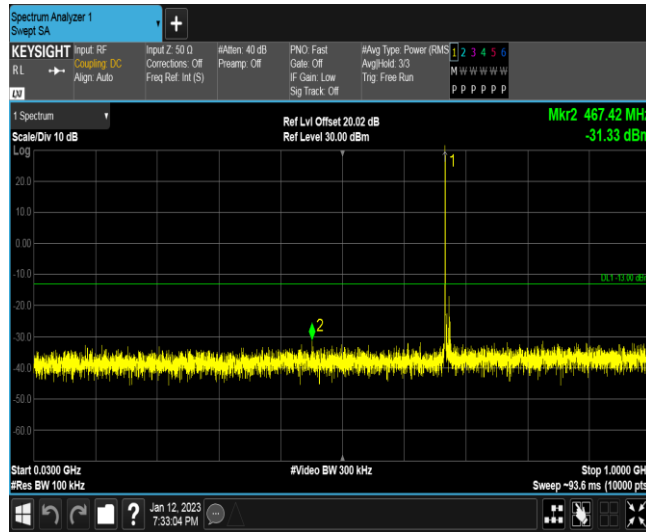 Spectrum Analyzer 1
Swept SA
+
KEYSIGHT
RL
LXI
Input: RF
Coupling: DC
Align: Auto
Input Z: 50 Ω
Corrections: Off
Freq Ref: Int (S)
#Atten: 40 dB
Preamp: Off
PNO: Fast
Gate: Off
IF Gain: Low
Sig Track: Off
#Avg Type: Power (RMS
Avg|Hold: 3/3
Trig: Free Run
1 2 3 4 5 6
M W W W W W
P P P P P P
1 Spectrum
Scale/Div 10 dB
Ref Lvl Offset 20.02 dB
Ref Level 30.00 dBm
Mkr2 467.42 MHz
-31.33 dBm
Log
1
20.0
10.0
0.00
-10.0
DL1 -13.00 dBm
-20.0
2
-30.0
-40.0
-50.0
-60.0
Start 0.0300 GHz
#Res BW 100 kHz
#Video BW 300 kHz
Stop 1.0000 GHz
Sweep ~93.6 ms (10000 pts
?
Jan 12, 2023
7:33:04 PM